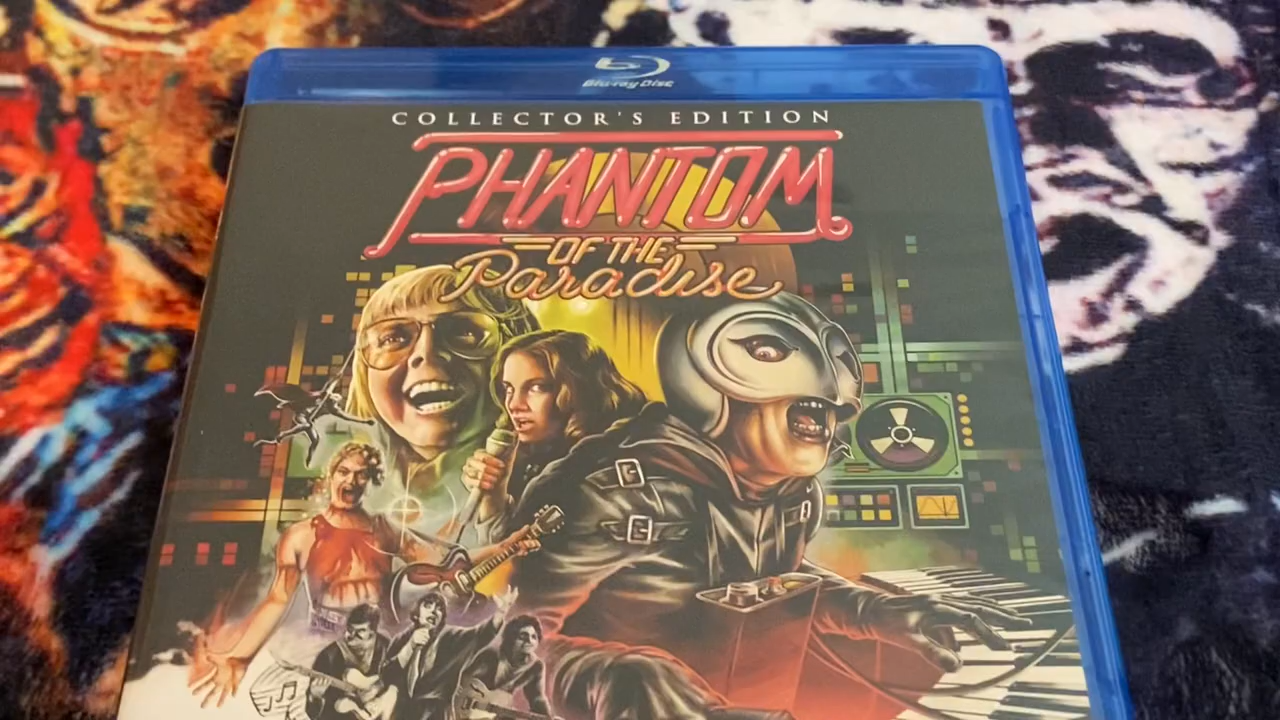 Blu-ray Disc
COLLECTOR'S EDITION
PHANTOM
OF THE
Paradise